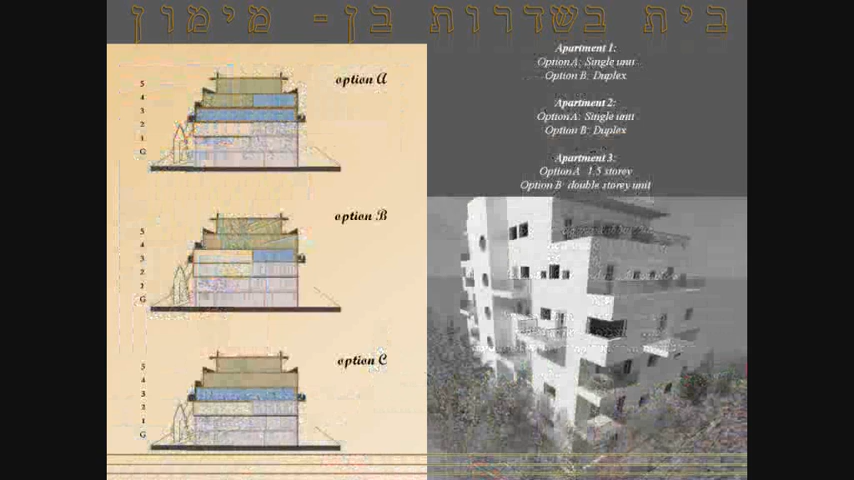 בית בשדרות בן- מימון
option A
5
4
3
2
1
G
option B
5
4
3
2
1
G
option C
5
4
3
2
1
G
Apartment 1:
Option A: Single unit
Option B: Duplex
Apartment 2:
Option A: Single unit
Option B: Duplex
Apartment 3:
Option A 1.5 storey
Option B double storey unit